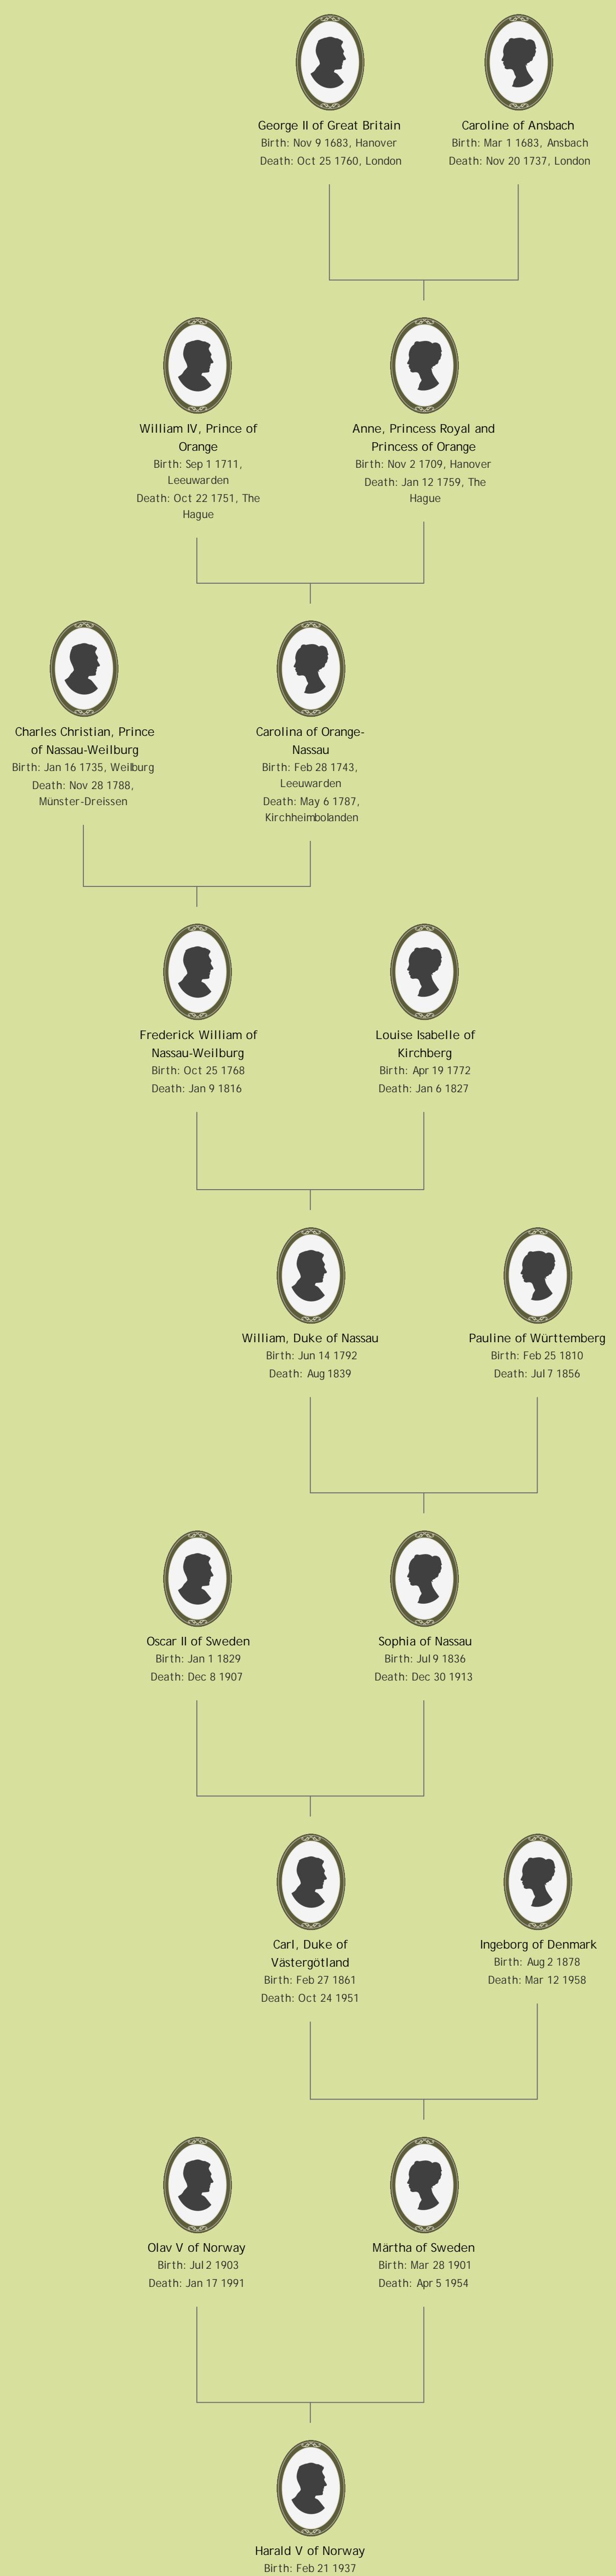 George II of Great Britain
Birth: Nov 9 1683, Hanover
Death: Oct 25 1760, London
Caroline of Ansbach
Birth: Mar 1 1683, Ansbach
Death: Nov 20 1737, London
William IV, Prince of
Orange
Birth: Sep 1 1711,
Leeuwarden
Death: Oct 22 1751, The
Hague
Anne, Princess Royal and
Princess of Orange
Birth: Nov 2 1709, Hanover
Death: Jan 12 1759, The
Hague
Charles Christian, Prince
of Nassau-Weilburg
Birth: Jan 16 1735, Weilburg
Death: Nov 28 1788,
Münster-Dreissen
Carolina of Orange-
Nassau
Birth: Feb 28 1743,
Leeuwarden
Death: May 6 1787,
Kirchheimbolanden
Frederick William of
Nassau-Weilburg
Birth: Oct 25 1768
Death: Jan 9 1816
Louise Isabelle of
Kirchberg
Birth: Apr 19 1772
Death: Jan 6 1827
William, Duke of Nassau
Birth: Jun 14 1792
Death: Aug 1839
Pauline of Württemberg
Birth: Feb 25 1810
Death: Jul 7 1856
Oscar II of Sweden
Birth: Jan 1 1829
Death: Dec 8 1907
Sophia of Nassau
Birth: Jul 9 1836
Death: Dec 30 1913
Carl, Duke of
Västergötland
Birth: Feb 27 1861
Death: Oct 24 1951
Ingeborg of Denmark
Birth: Aug 2 1878
Death: Mar 12 1958
Olav V of Norway
Birth: Jul 2 1903
Death: Jan 17 1991
Märtha of Sweden
Birth: Mar 28 1901
Death: Apr 5 1954
Harald V of Norway
Birth: Feb 21 1937